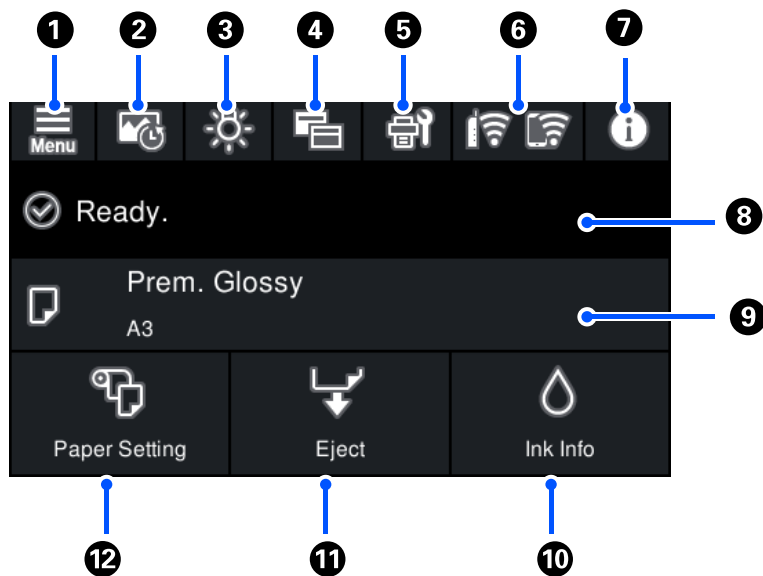 1 2 3 4 5 6 7
Menu
Ready.
8
Prem. Glossy
A3
9
Paper Setting Eject Ink Info
12 11 10